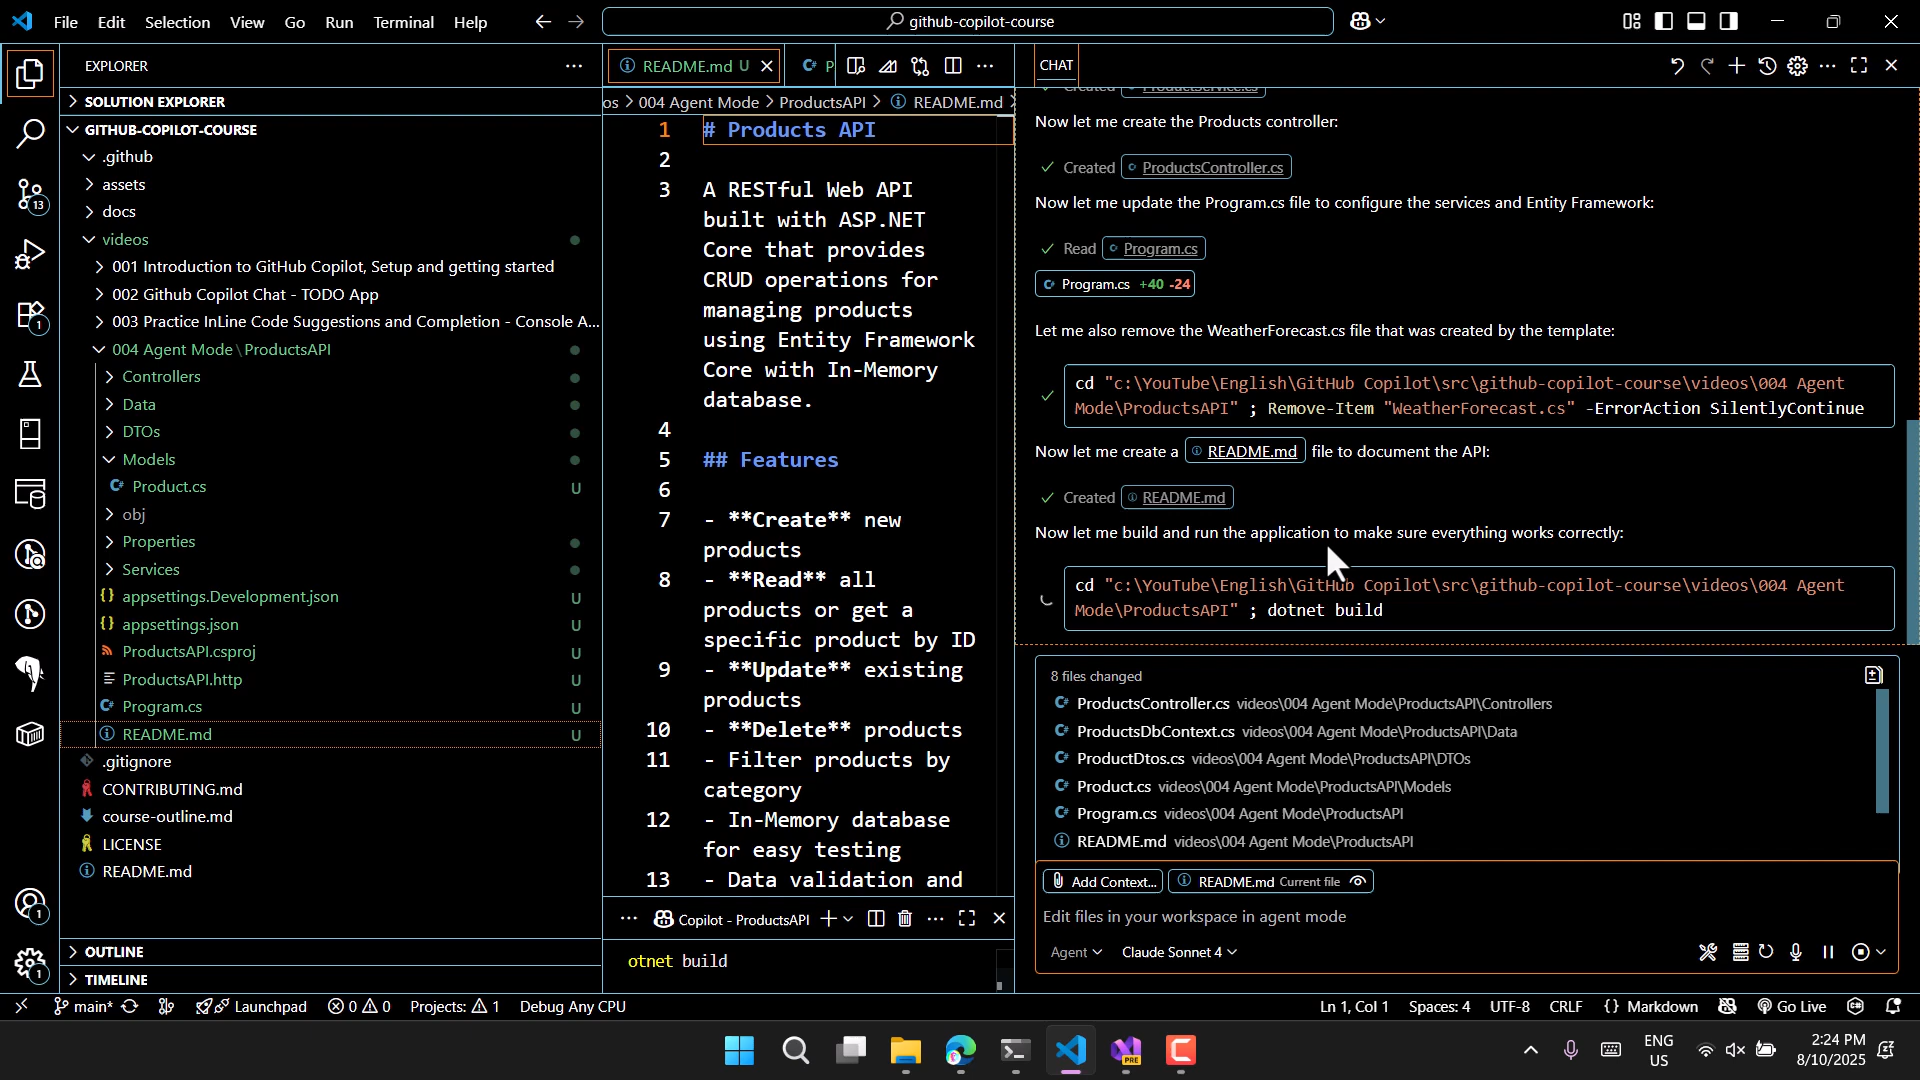 File Edit Selection View Go Run Terminal Help
github-copilot-course
EXPLORER
SOLUTION EXPLORER
GITHUB-COPILOT-COURSE
.github
assets
docs
videos
001 Introduction to GitHub Copilot, Setup and getting started
002 Github Copilot Chat - TODO App
003 Practice InLine Code Suggestions and Completion - Console A...
004 Agent Mode\ProductsAPI
Controllers
Data
DTOs
Models
Product.cs U
obj
Properties
Services
appsettings.Development.json U
appsettings.json U
ProductsAPI.csproj U
ProductsAPI.http U
Program.cs U
README.md U
.gitignore
CONTRIBUTING.md
course-outline.md
LICENSE
README.md
OUTLINE
TIMELINE
13
1
1
1
README.md U
C# P
os > 004 Agent Mode > ProductsAPI > README.md >
1 # Products API
2
3 A RESTful Web API
built with ASP.NET
Core that provides
CRUD operations for
managing products
using Entity Framework
Core with In-Memory
database.
4
5 ## Features
6
7 - **Create** new
products
8 - **Read** all
products or get a
specific product by ID
9 - **Update** existing
products
10 - **Delete** products
11 - Filter products by
category
12 - In-Memory database
for easy testing
13 - Data validation and
Copilot - ProductsAPI
otnet build
CHAT
Created ProductService.cs
Now let me create the Products controller:
Created ProductsController.cs
Now let me update the Program.cs file to configure the services and Entity Framework:
Read Program.cs
Program.cs +40 -24
Let me also remove the WeatherForecast.cs file that was created by the template:
cd "c:\YouTube\English\GitHub Copilot\src\github-copilot-course\videos\004 Agent
Mode\ProductsAPI" ; Remove-Item "WeatherForecast.cs" -ErrorAction SilentlyContinue
Now let me create a README.md file to document the API:
Created README.md
Now let me build and run the application to make sure everything works correctly:
cd "c:\YouTube\English\GitHub Copilot\src\github-copilot-course\videos\004 Agent
Mode\ProductsAPI" ; dotnet build
8 files changed
ProductsController.cs videos\004 Agent Mode\ProductsAPI\Controllers
ProductsDbContext.cs videos\004 Agent Mode\ProductsAPI\Data
ProductDtos.cs videos\004 Agent Mode\ProductsAPI\DTOs
Product.cs videos\004 Agent Mode\ProductsAPI\Models
Program.cs videos\004 Agent Mode\ProductsAPI
README.md videos\004 Agent Mode\ProductsAPI
Add Context... README.md Current file
Edit files in your workspace in agent mode
Agent Claude Sonnet 4
main* Launchpad 0 0 Projects: 1 Debug Any CPU
Ln 1, Col 1 Spaces: 4 UTF-8 CRLF {} Markdown Go Live
PRE
ENG
US
2:24 PM
8/10/2025